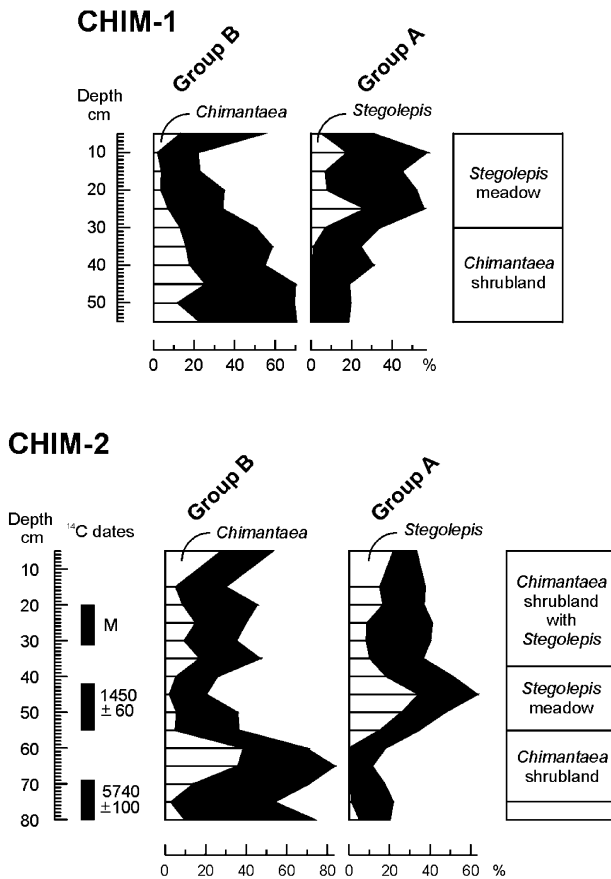 CHIM-1
Group B
Group A
Depth
cm
Chimantaea
Stegolepis
10
20
30
40
50
Stegolepis
meadow
Chimantaea
shrubland
0 20 40 60
0 20 40 %
CHIM-2
Group B
Group A
Depth
cm
14C dates
Chimantaea
Stegolepis
10
20
30
40
50
60
70
80
M
1450
± 60
5740
±100
Chimantaea
shrubland
with
Stegolepis
Stegolepis
meadow
Chimantaea
shrubland
0 20 40 60 80
0 20 40 60 %